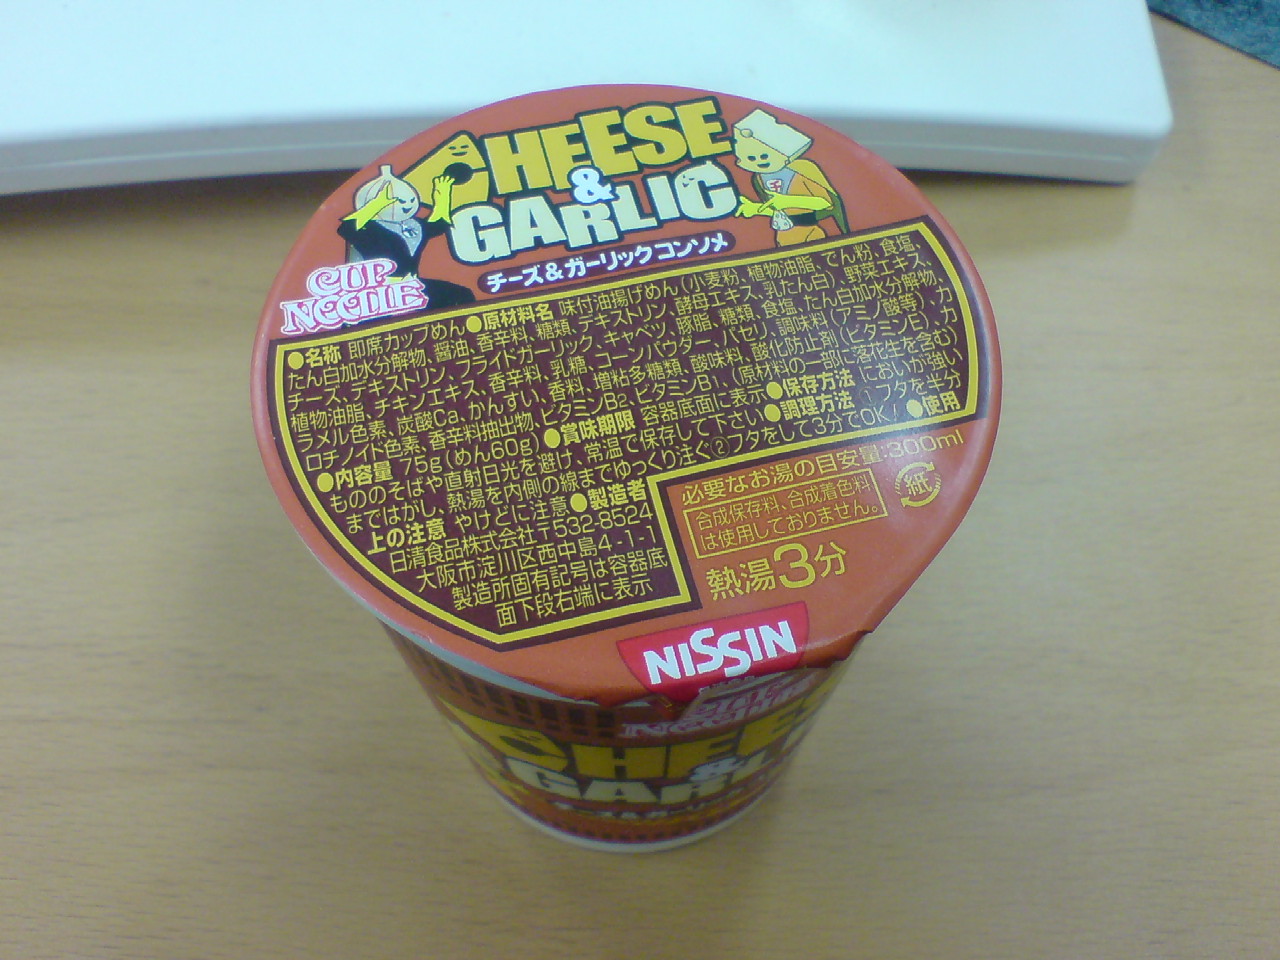 CHEESE
&
GARLIC
チーズ&ガーリックコンソメ
CUP
NOODLE
●名称 即席カップめん●原材料名 味付油揚げめん(小麦粉、植物油脂、でん粉、食塩、
たん白加水分解物、醤油、香辛料、糖類、デキストリン、酵母エキス、乳たん白)、野菜エキス、
チーズ、デキストリン、フライドガーリック、キャベツ、豚脂、糖類、食塩、たん白加水分解物、
植物油脂、チキンエキス、香辛料、乳糖、コーンパウダー、パセリ、調味料(アミノ酸等)、カ
ラメル色素、炭酸Ca、かんすい、香料、増粘多糖類、酸味料、酸化防止剤(ビタミンE)、カ
ロチノイド色素、香辛料抽出物、ビタミンB2、ビタミンB1、(原材料の一部に落花生を含む)
●内容量 75g(めん60g)●賞味期限 容器底面に表示●保存方法 においが強い
もののそばや直射日光を避け、常温で保存して下さい●調理方法 ①フタを半分
まではがし、熱湯を内側の線までゆっくり注ぐ②フタをして3分でOK!●使用
上の注意 やけどに注意●製造者
日清食品株式会社〒532-8524
大阪市淀川区西中島4-1-1
製造所固有記号は容器底
面下段右端に表示
必要なお湯の目安量:300ml
合成保存料、合成着色料
は使用しておりません。
紙
熱湯3分
NISSIN
CUP
NOODLE
CHEE
&
GARLI
チーズ&ガーリック